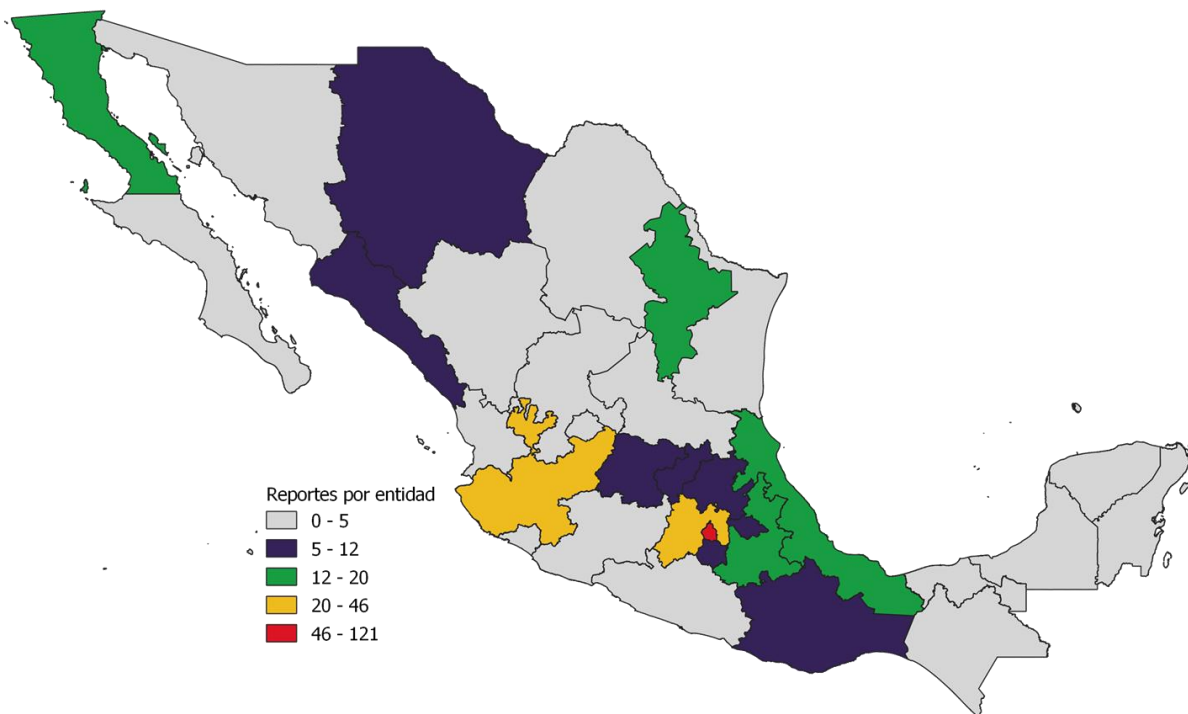 Reportes por entidad
0 - 5
5 - 12
12 - 20
20 - 46
46 - 121